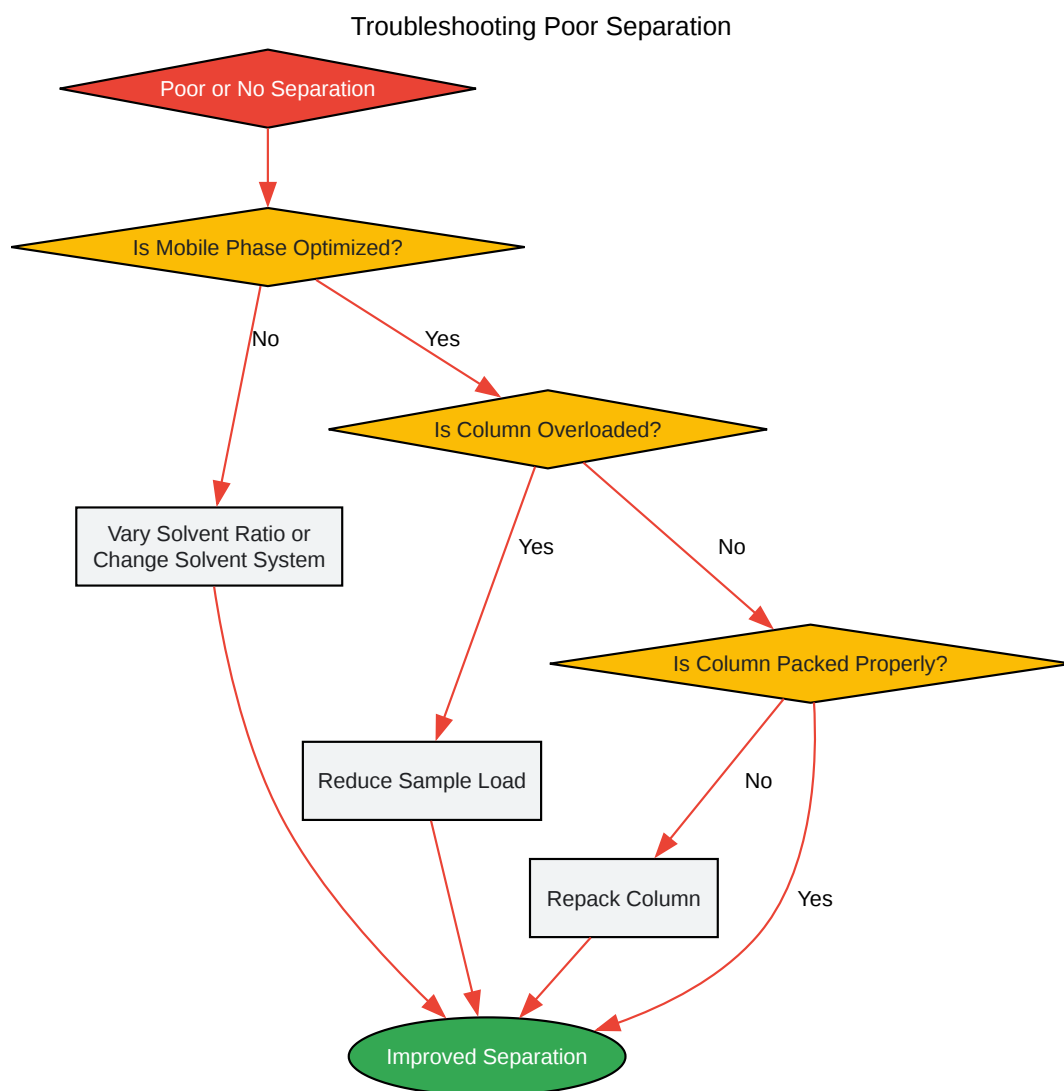 Troubleshooting Poor Separation
Poor or No Separation
Is Mobile Phase Optimized?
No
Yes
Is Column Overloaded?
Vary Solvent Ratio or
Change Solvent System
Yes
No
Is Column Packed Properly?
Reduce Sample Load
No
Repack Column
Yes
Improved Separation